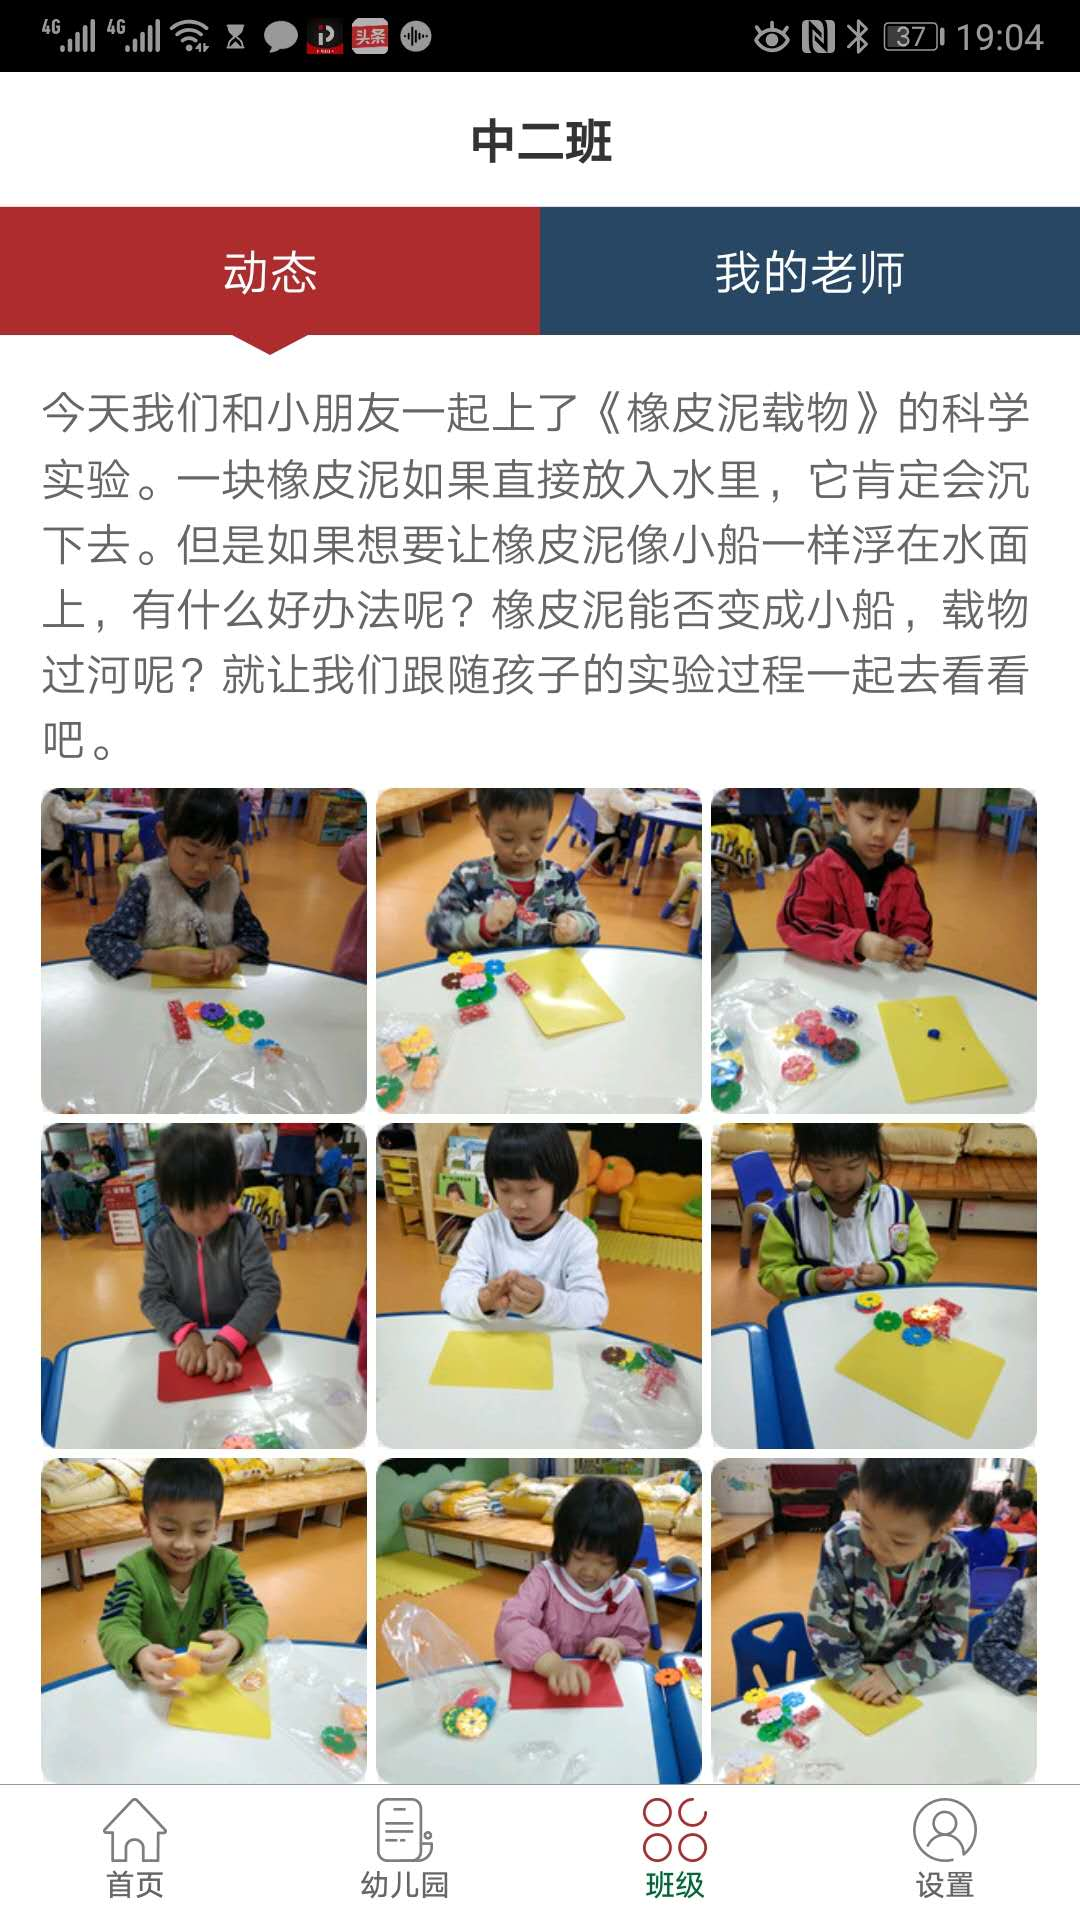 4G 4G 头条 37 19:04
中二班
动态 我的老师
今天我们和小朋友一起上了《橡皮泥载物》的科学
实验。一块橡皮泥如果直接放入水里，它肯定会沉
下去。但是如果想要让橡皮泥像小船一样浮在水面
上，有什么好办法呢？橡皮泥能否变成小船，载物
过河呢？就让我们跟随孩子的实验过程一起去看看
吧。
首页 幼儿园 班级 设置